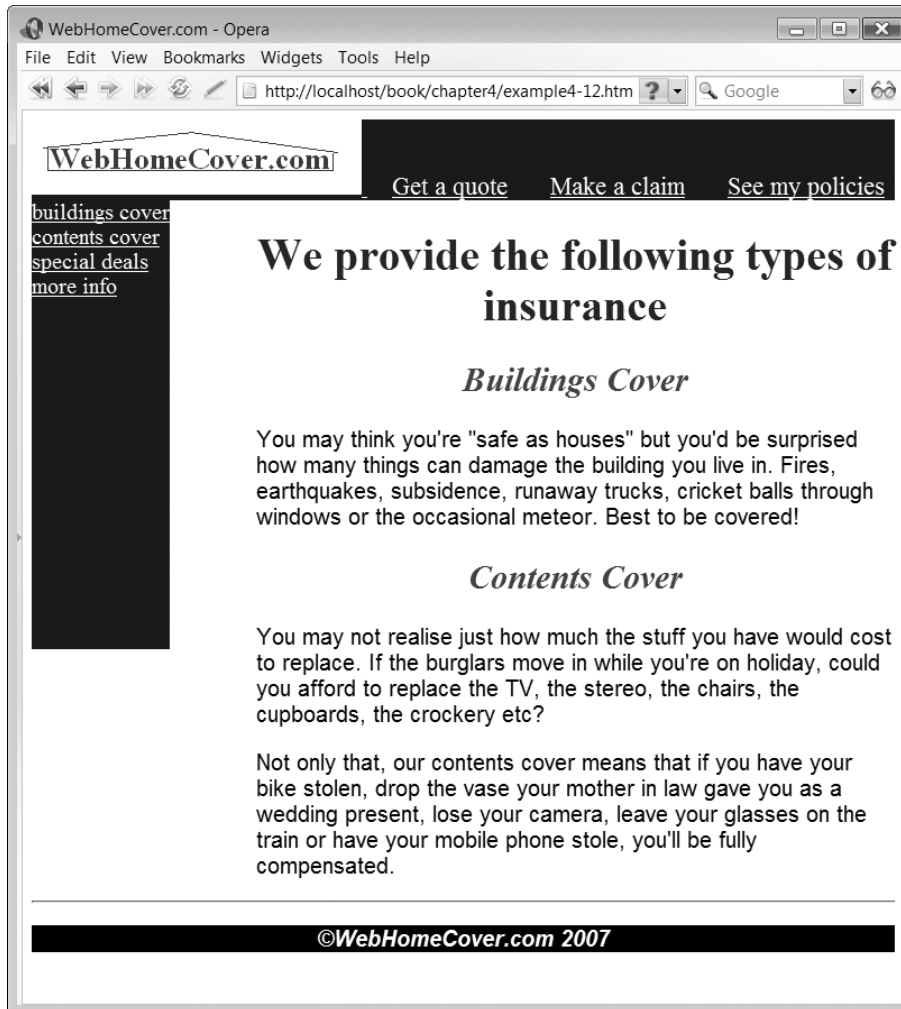 WebHomeCover.com - Opera
File Edit View Bookmarks Widgets Tools Help
http://localhost/book/chapter4/example4-12.htm ? Google
WebHomeCover.com
Get a quote Make a claim See my policies
buildings cover
contents cover
special deals
more info
We provide the following types of
insurance
Buildings Cover
You may think you're "safe as houses" but you'd be surprised
how many things can damage the building you live in. Fires,
earthquakes, subsidence, runaway trucks, cricket balls through
windows or the occasional meteor. Best to be covered!
Contents Cover
You may not realise just how much the stuff you have would cost
to replace. If the burglars move in while you're on holiday, could
you afford to replace the TV, the stereo, the chairs, the
cupboards, the crockery etc?
Not only that, our contents cover means that if you have your
bike stolen, drop the vase your mother in law gave you as a
wedding present, lose your camera, leave your glasses on the
train or have your mobile phone stole, you'll be fully
compensated.
©WebHomeCover.com 2007